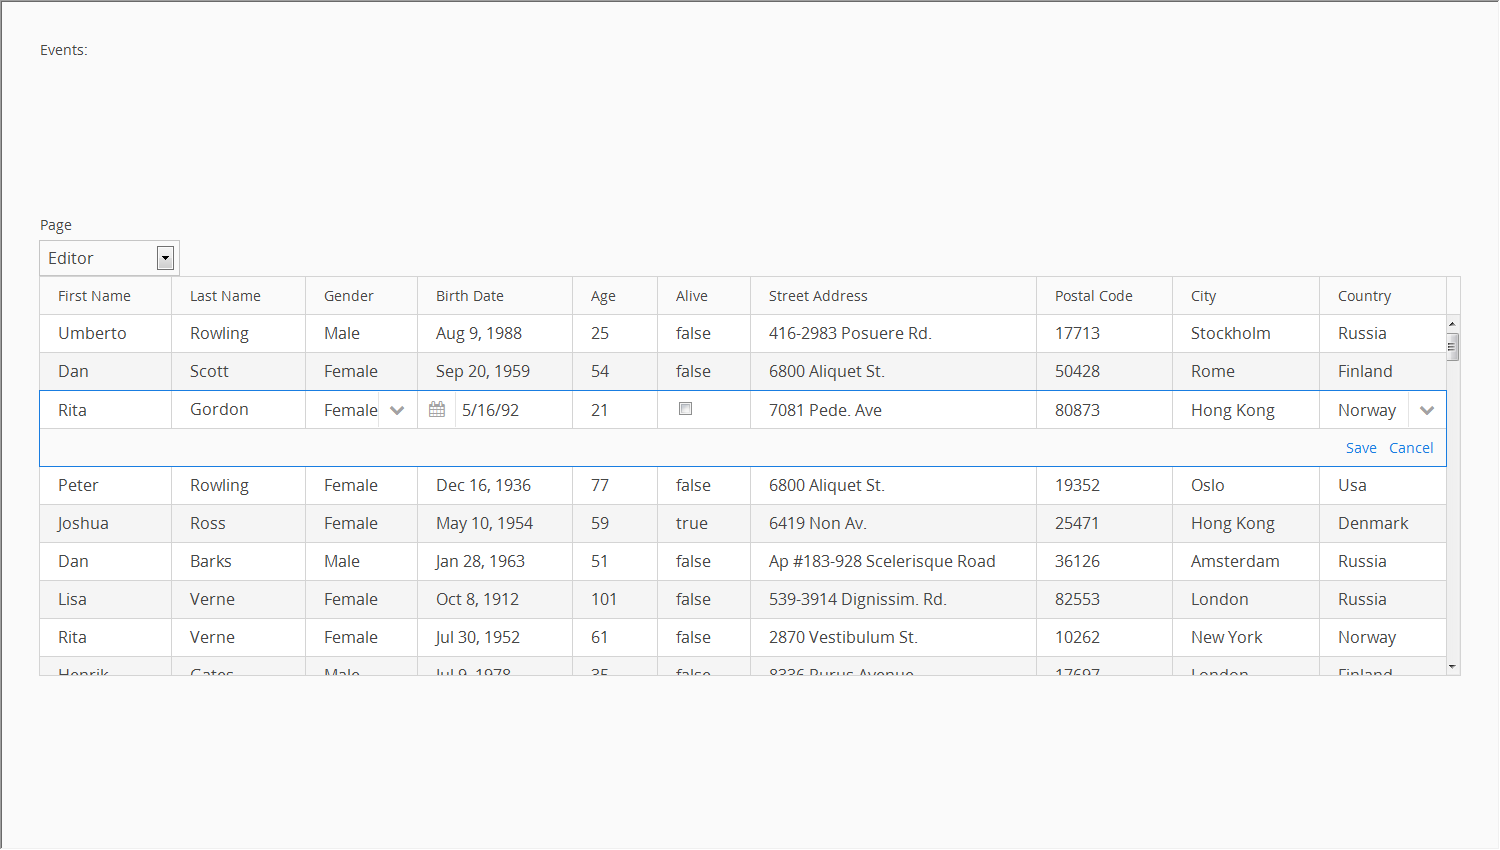 Events:
Page
Editor
First Name Last Name Gender Birth Date Age Alive Street Address Postal Code City Country
Umberto Rowling Male Aug 9, 1988 25 false 416-2983 Posuere Rd. 17713 Stockholm Russia
Dan Scott Female Sep 20, 1959 54 false 6800 Aliquet St. 50428 Rome Finland
Rita Gordon Female 5/16/92 21 7081 Pede. Ave 80873 Hong Kong Norway
Save Cancel
Peter Rowling Female Dec 16, 1936 77 false 6800 Aliquet St. 19352 Oslo Usa
Joshua Ross Female May 10, 1954 59 true 6419 Non Av. 25471 Hong Kong Denmark
Dan Barks Male Jan 28, 1963 51 false Ap #183-928 Scelerisque Road 36126 Amsterdam Russia
Lisa Verne Female Oct 8, 1912 101 false 539-3914 Dignissim. Rd. 82553 London Russia
Rita Verne Female Jul 30, 1952 61 false 2870 Vestibulum St. 10262 New York Norway
Henrik Gates Male Jul 9, 1978 35 false 8336 Purus Avenue 17697 London Finland